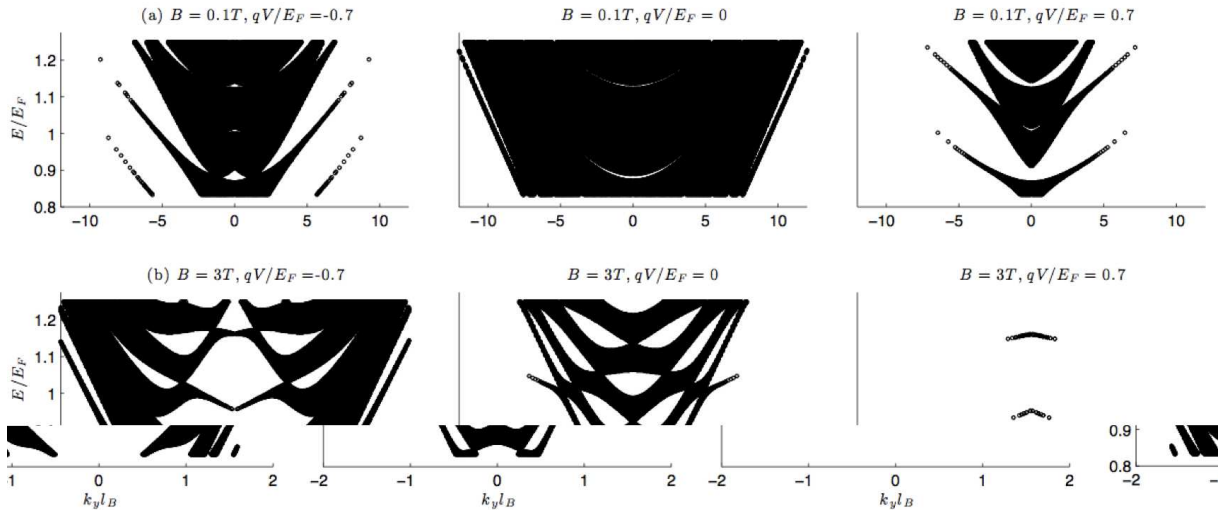 (a) B = 0.1T, qV/E_F =-0.7
B = 0.1T, qV/E_F = 0
B = 0.1T, qV/E_F = 0.7
E/E_F
1.2
1.1
1
0.9
0.8
−10 −5 0 5 10
−10 −5 0 5 10
−10 −5 0 5 10
(b) B = 3T, qV/E_F =-0.7
B = 3T, qV/E_F = 0
B = 3T, qV/E_F = 0.7
E/E_F
1.2
1.1
1
0.9
0.8
−1 0 1 2
−2 −1 0 1 2
−2 −1 0 1 2
−2
k_y l_B
k_y l_B
k_y l_B